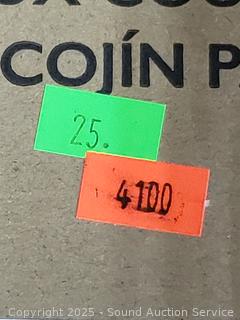 COJÍN P
25.
4100
Copyright 2025 - Sound Auction Service